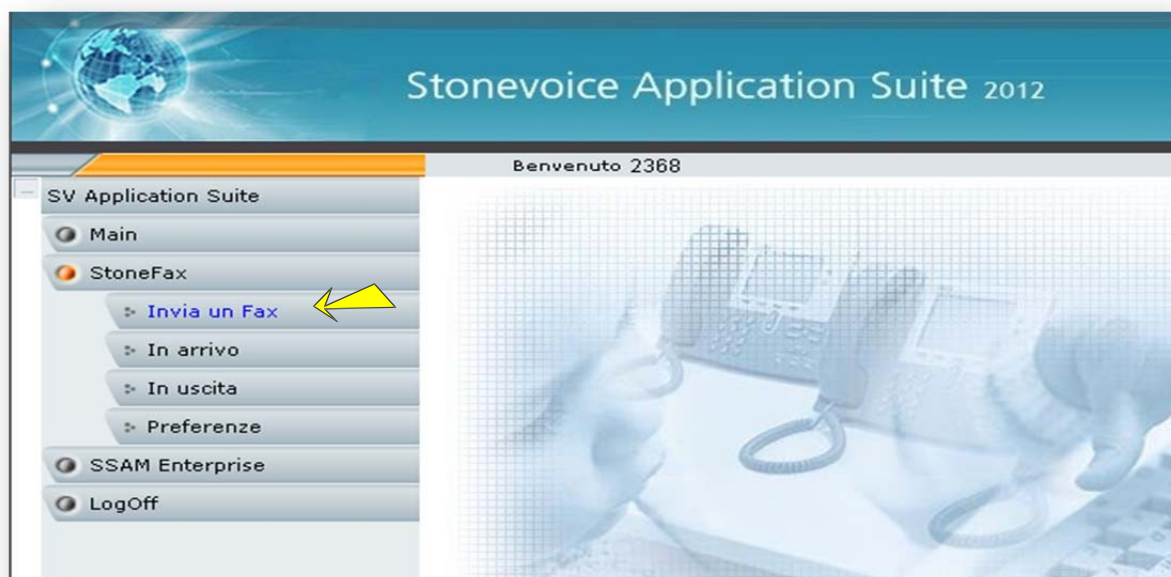 Stonevoice Application Suite 2012
Benvenuto 2368
SV Application Suite
Main
StoneFax
Invia un Fax
In arrivo
In uscita
Preferenze
SSAM Enterprise
LogOff